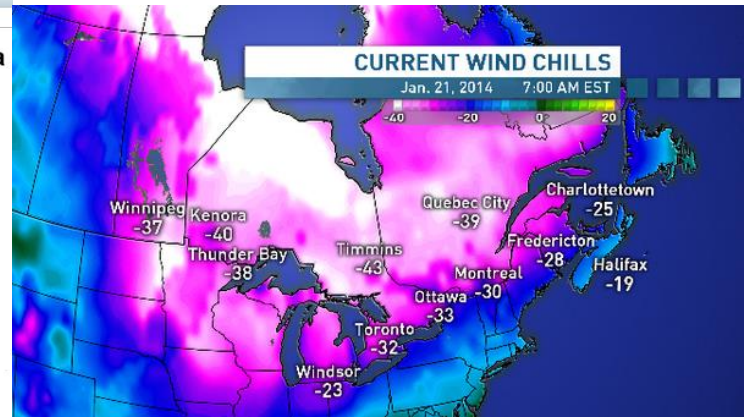 a
CURRENT WIND CHILLS
Jan. 21, 2014 7:00 AM EST
-40 -20 0° 20
Winnipeg
-37
Kenora
-40
Thunder Bay
-38
Timmins
-43
Quebec City
-39
Charlottetown
-25
Fredericton
-28
Halifax
-19
Montreal
-30
Ottawa
-33
Toronto
-32
Windsor
-23